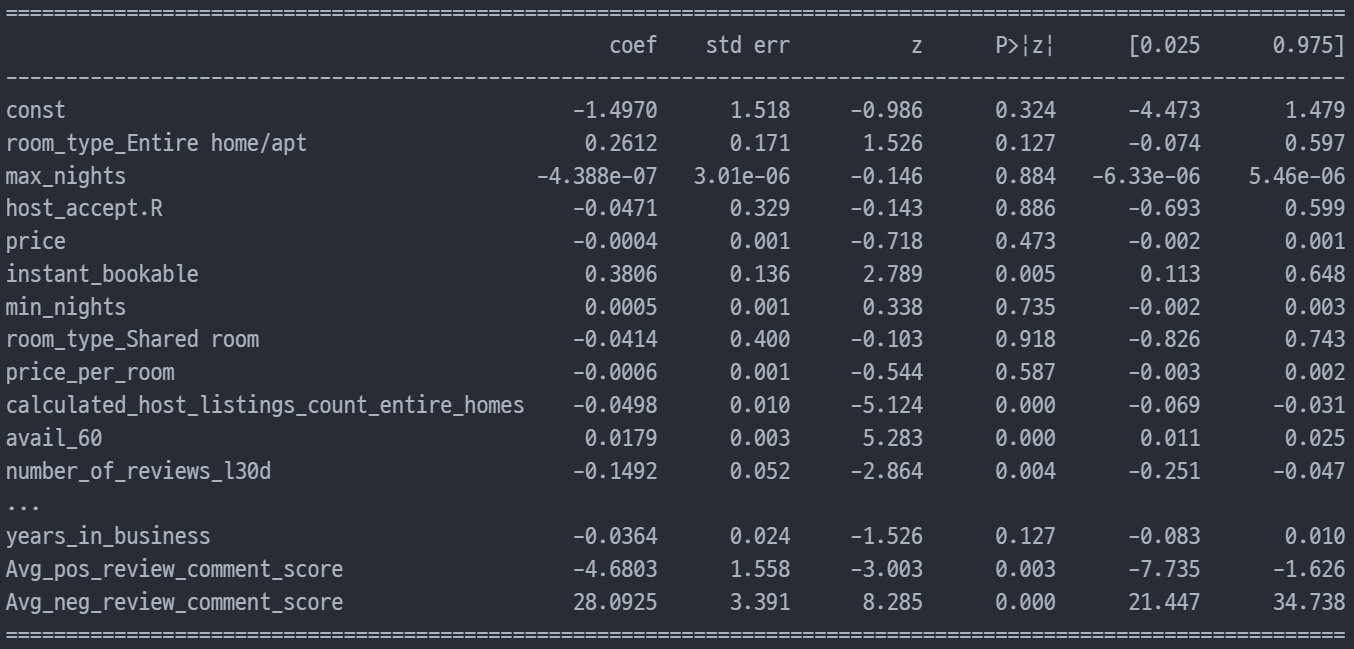 ==============================================================================================================
coef std err z P>¦z¦ [0.025 0.975]
--------------------------------------------------------------------------------------------------------------
const -1.4970 1.518 -0.986 0.324 -4.473 1.479
room_type_Entire home/apt 0.2612 0.171 1.526 0.127 -0.074 0.597
max_nights -4.388e-07 3.01e-06 -0.146 0.884 -6.33e-06 5.46e-06
host_accept.R -0.0471 0.329 -0.143 0.886 -0.693 0.599
price -0.0004 0.001 -0.718 0.473 -0.002 0.001
instant_bookable 0.3806 0.136 2.789 0.005 0.113 0.648
min_nights 0.0005 0.001 0.338 0.735 -0.002 0.003
room_type_Shared room -0.0414 0.400 -0.103 0.918 -0.826 0.743
price_per_room -0.0006 0.001 -0.544 0.587 -0.003 0.002
calculated_host_listings_count_entire_homes -0.0498 0.010 -5.124 0.000 -0.069 -0.031
avail_60 0.0179 0.003 5.283 0.000 0.011 0.025
number_of_reviews_l30d -0.1492 0.052 -2.864 0.004 -0.251 -0.047
...
years_in_business -0.0364 0.024 -1.526 0.127 -0.083 0.010
Avg_pos_review_comment_score -4.6803 1.558 -3.003 0.003 -7.735 -1.626
Avg_neg_review_comment_score 28.0925 3.391 8.285 0.000 21.447 34.738
==============================================================================================================